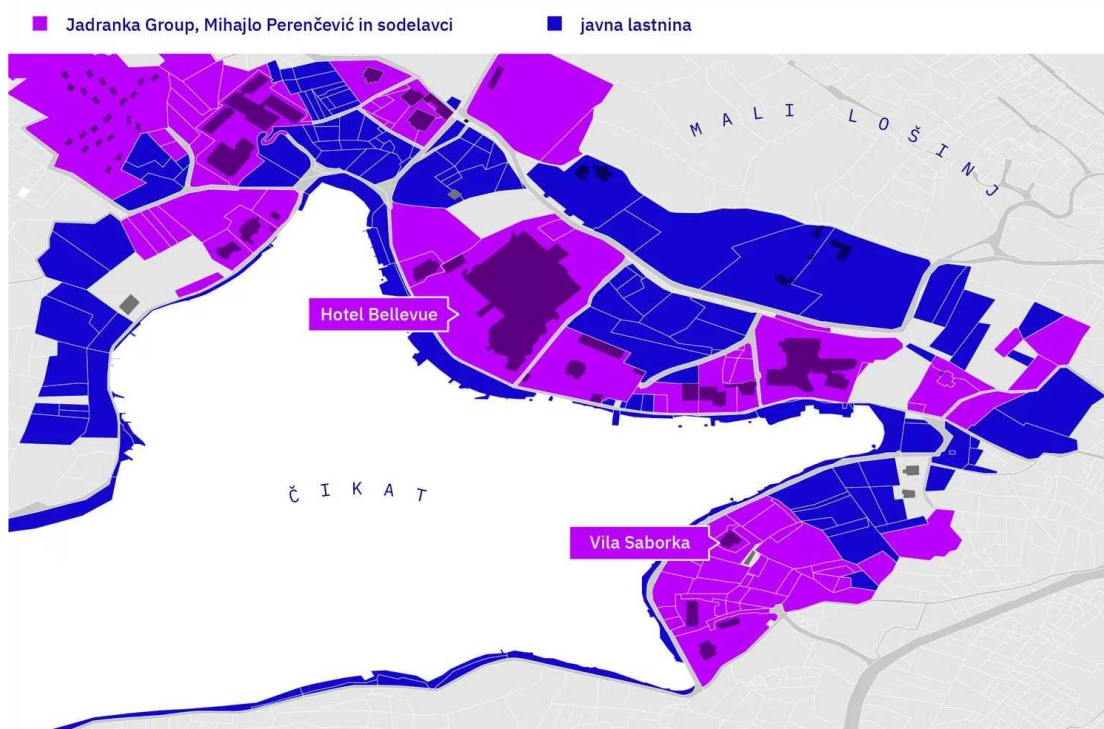 Jadranka Group, Mihajlo Perenčević in sodelavci
javna lastnina
MALI LOŠINJ
Hotel Bellevue
ČIKAT
Vila Saborka